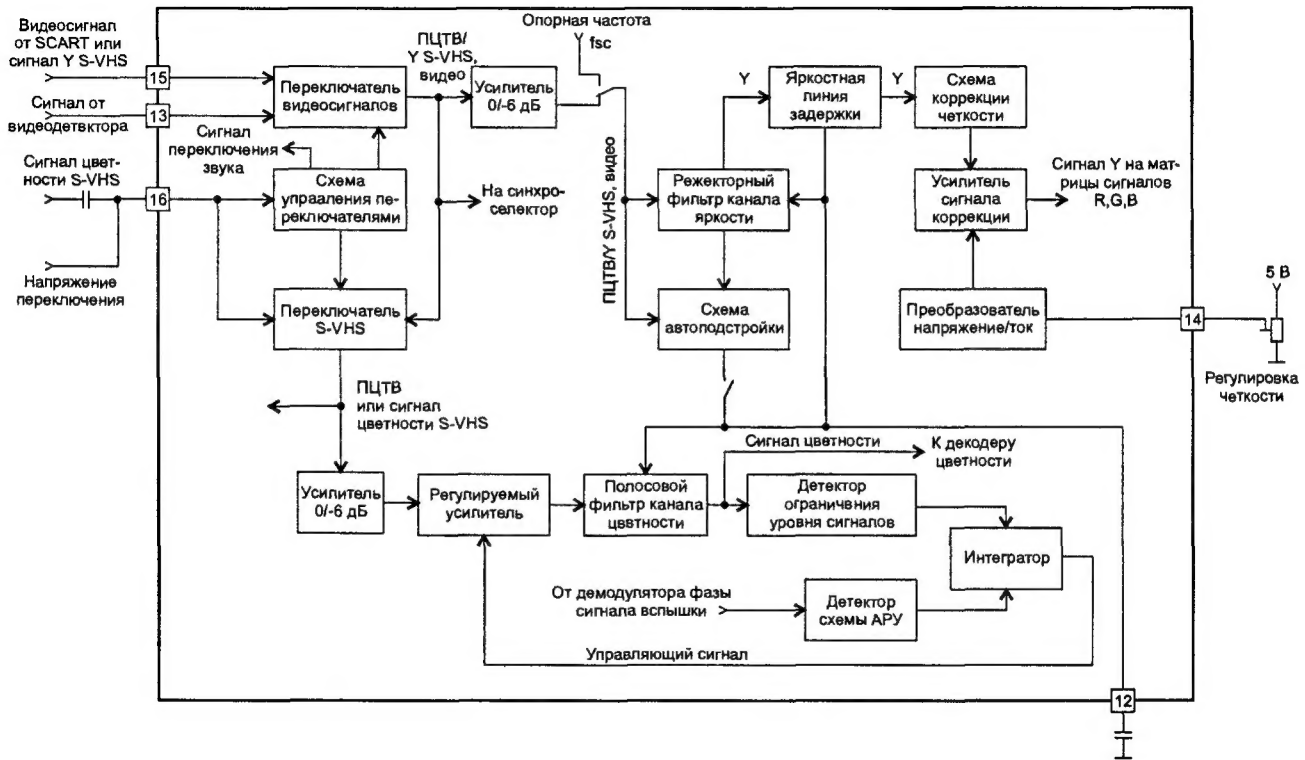 Видеосигнал
от SCART или
сигнал Y S-VHS
15
Сигнал от
видеодетвктора
13
Сигнал цвет-
ности S-VHS
16
Напряжение
переключения
Переключатель
видеосигналов
Сигнал
переключения
звука
Схема
упрааления пе-
реключателями
Переключатель
S-VHS
ПЦТВ/
Y S-VHS,
видео
Усилитель
0/-6 дБ
Опорная частота
fsc
На синхро-
селектор
ПЦТВ/Y S-VHS, видео
Y
Яркостная
линия
задержки
Y
Схема
коррекции
четкости
Режекторный
фильтр канала
яркости
Усилитель
сигнала
коррекции
Сигнал Y на мат-
рицы сигналов
R,G,B
Схема
автоподстройки
Преобразователь
напряжение/ток
14
5 В
Регулировка
четкости
ПЦТВ
или сигнал
цветности S-VHS
Сигнал цветности
К декодеру
цветности
Усилитель
0/-6 дБ
Регулируемый
усилитель
Полосовой
фильтр канала
цветности
Детектор
ограничвния
уровня сигналов
Интегратор
От демодулятора фазы
сигнала вспышки
Детектор
схемы АРУ
Управляющий сигнал
12